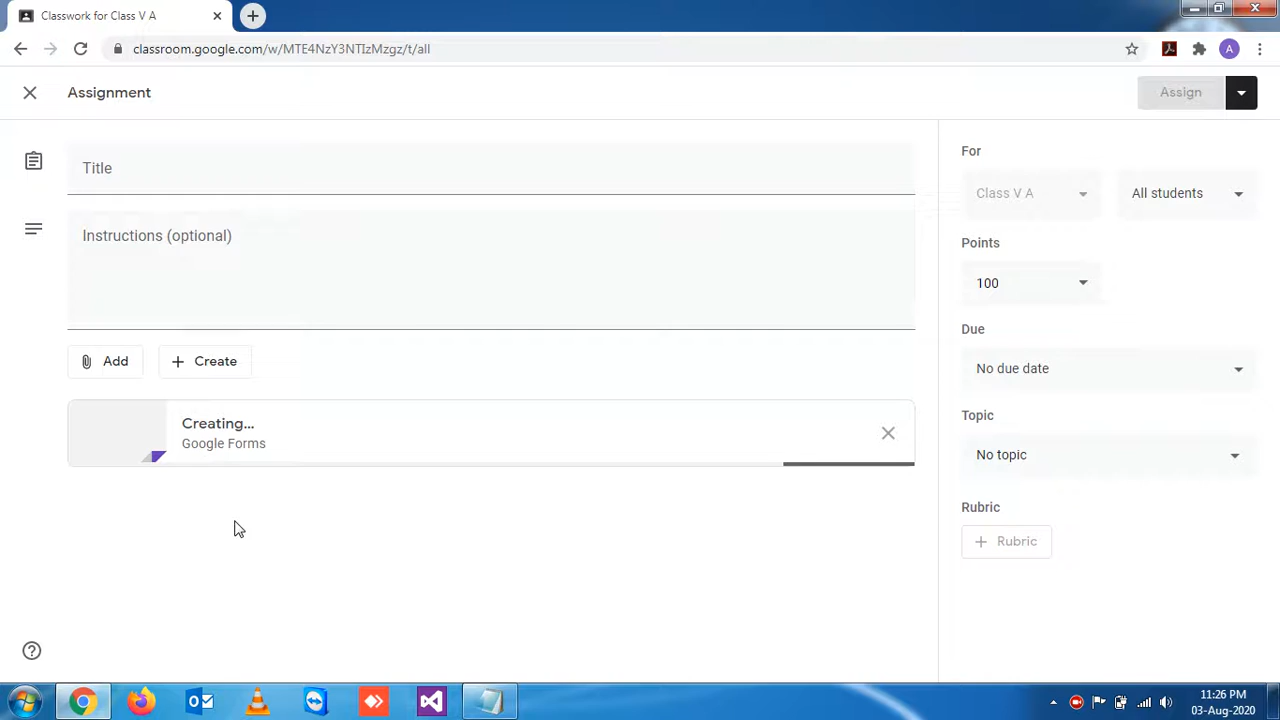 Classwork for Class V A
classroom.google.com/w/MTE4NzY3NTIzMzgz/t/all
A
Assignment
Assign
Title
Instructions (optional)
Add
Create
Creating...
Google Forms
For
Class V A
All students
Points
100
Due
No due date
Topic
No topic
Rubric
Rubric
11:26 PM
03-Aug-2020